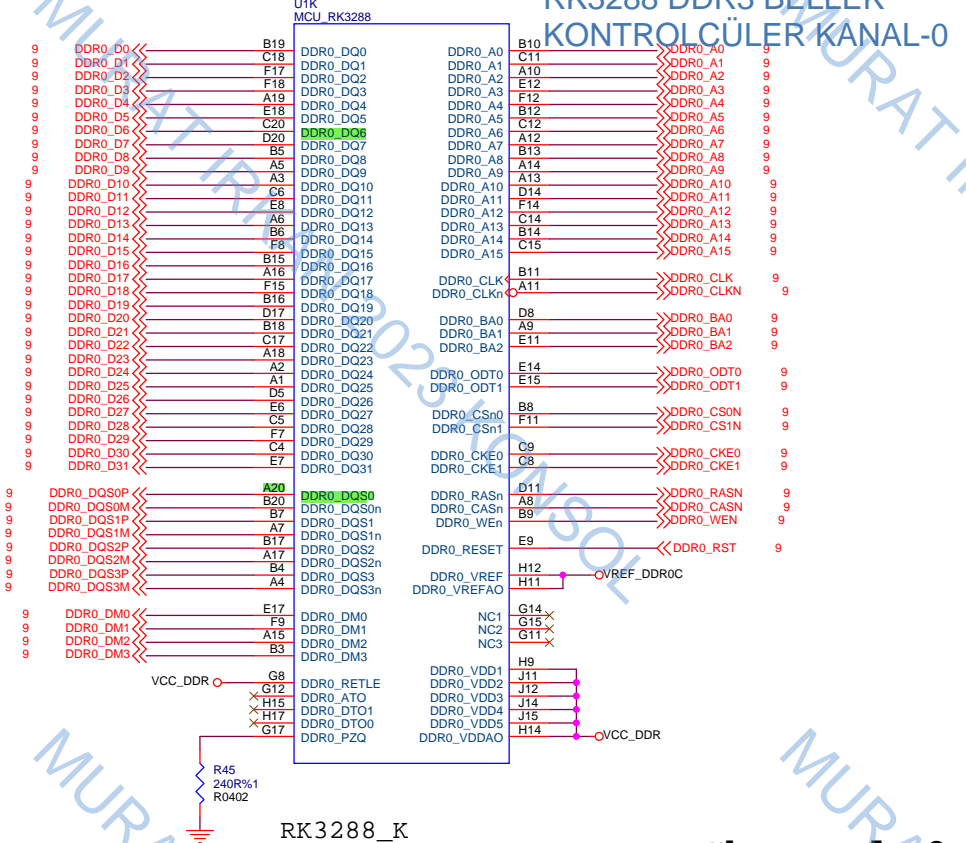 U1K
MCU_RK3288
RK3288 DDR3 BELLEK
KONTROLCÜLER KANAL-0
9 DDR0_D0 B19 DDR0_DQ0 DDR0_A0 B10 DDR0_A0 9
9 DDR0_D1 C18 DDR0_DQ1 DDR0_A1 C11 DDR0_A1 9
9 DDR0_D2 F17 DDR0_DQ2 DDR0_A2 A10 DDR0_A2 9
9 DDR0_D3 F18 DDR0_DQ3 DDR0_A3 E12 DDR0_A3 9
9 DDR0_D4 A19 DDR0_DQ4 DDR0_A4 F12 DDR0_A4 9
9 DDR0_D5 E18 DDR0_DQ5 DDR0_A5 B12 DDR0_A5 9
9 DDR0_D6 C20 DDR0_DQ6 DDR0_A6 C12 DDR0_A6 9
9 DDR0_D7 D20 DDR0_DQ7 DDR0_A7 A12 DDR0_A7 9
9 DDR0_D8 B5 DDR0_DQ8 DDR0_A8 B13 DDR0_A8 9
9 DDR0_D9 A5 DDR0_DQ9 DDR0_A9 A14 DDR0_A9 9
9 DDR0_D10 A3 DDR0_DQ10 DDR0_A10 A13 DDR0_A10 9
9 DDR0_D11 C6 DDR0_DQ11 DDR0_A11 D14 DDR0_A11 9
9 DDR0_D12 E8 DDR0_DQ12 DDR0_A12 F14 DDR0_A12 9
9 DDR0_D13 A6 DDR0_DQ13 DDR0_A13 C14 DDR0_A13 9
9 DDR0_D14 B6 DDR0_DQ14 DDR0_A14 B14 DDR0_A14 9
9 DDR0_D15 F8 DDR0_DQ15 DDR0_A15 C15 DDR0_A15 9
9 DDR0_D16 B15 DDR0_DQ16
9 DDR0_D17 A16 DDR0_DQ17 DDR0_CLK B11 DDR0_CLK 9
9 DDR0_D18 F15 DDR0_DQ18 DDR0_CLKn A11 DDR0_CLKN 9
9 DDR0_D19 B16 DDR0_DQ19
9 DDR0_D20 D17 DDR0_DQ20 DDR0_BA0 D8 DDR0_BA0 9
9 DDR0_D21 B18 DDR0_DQ21 DDR0_BA1 A9 DDR0_BA1 9
9 DDR0_D22 C17 DDR0_DQ22 DDR0_BA2 E11 DDR0_BA2 9
9 DDR0_D23 A18 DDR0_DQ23
9 DDR0_D24 A2 DDR0_DQ24 DDR0_ODT0 E14 DDR0_ODT0 9
9 DDR0_D25 A1 DDR0_DQ25 DDR0_ODT1 E15 DDR0_ODT1 9
9 DDR0_D26 D5 DDR0_DQ26
9 DDR0_D27 E6 DDR0_DQ27 DDR0_CSn0 B8 DDR0_CS0N 9
9 DDR0_D28 C5 DDR0_DQ28 DDR0_CSn1 F11 DDR0_CS1N 9
9 DDR0_D29 F7 DDR0_DQ29
9 DDR0_D30 C4 DDR0_DQ30 DDR0_CKE0 C9 DDR0_CKE0 9
9 DDR0_D31 E7 DDR0_DQ31 DDR0_CKE1 C8 DDR0_CKE1 9
9 DDR0_DQS0P A20 DDR0_DQS0 DDR0_RASn D11 DDR0_RASN 9
9 DDR0_DQS0M B20 DDR0_DQS0n DDR0_CASn A8 DDR0_CASN 9
9 DDR0_DQS1P B7 DDR0_DQS1 DDR0_WEn B9 DDR0_WEN 9
9 DDR0_DQS1M A7 DDR0_DQS1n
9 DDR0_DQS2P B17 DDR0_DQS2 DDR0_RESET E9 DDR0_RST 9
9 DDR0_DQS2M A17 DDR0_DQS2n
9 DDR0_DQS3P B4 DDR0_DQS3 DDR0_VREF H12 VREF_DDR0C
9 DDR0_DQS3M A4 DDR0_DQS3n DDR0_VREFAO H11
9 DDR0_DM0 E17 DDR0_DM0 NC1 G14
9 DDR0_DM1 F9 DDR0_DM1 NC2 G15
9 DDR0_DM2 A15 DDR0_DM2 NC3 G11
9 DDR0_DM3 B3 DDR0_DM3
DDR0_VDD1 H9
VCC_DDR G8 DDR0_RETLE DDR0_VDD2 J11
G12 DDR0_ATO DDR0_VDD3 J12
H15 DDR0_DTO1 DDR0_VDD4 J14
H17 DDR0_DTO0 DDR0_VDD5 J15
G17 DDR0_PZQ DDR0_VDDAO H14 VCC_DDR
R45
240R%1
R0402
RK3288_K
MURAT IRKAN 2023 KONSOL